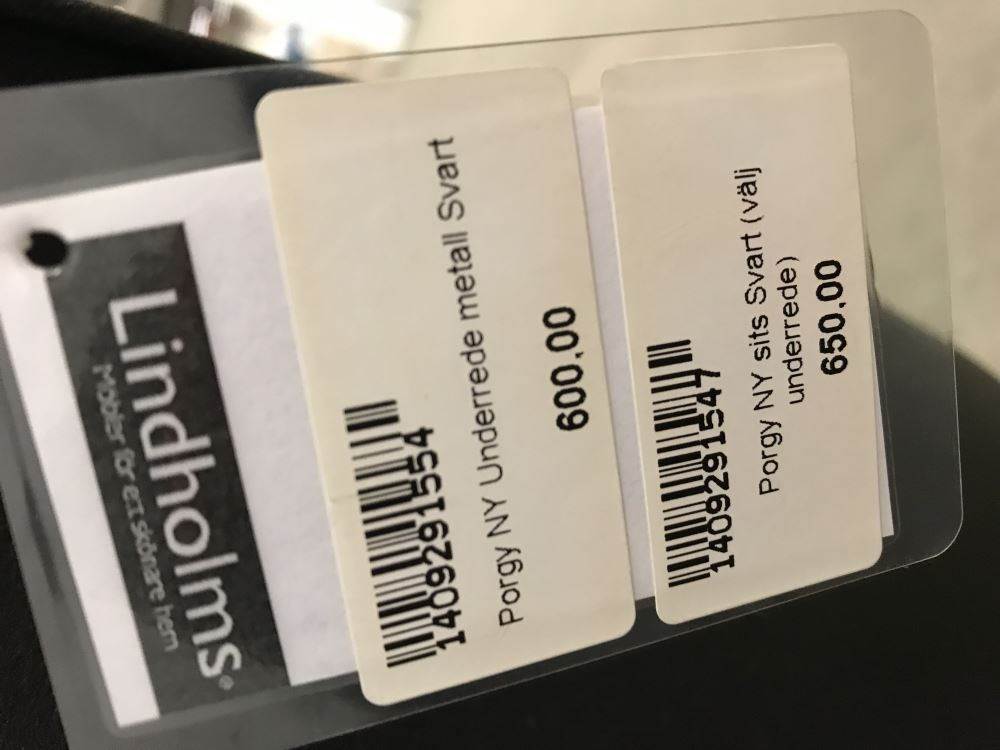 Lindholms
Möbler för ett skönare hem
1409291554
Porgy NY Underrede metall Svart
600.00
1409291547
Porgy NY sits Svart (välj
underrede)
650.00